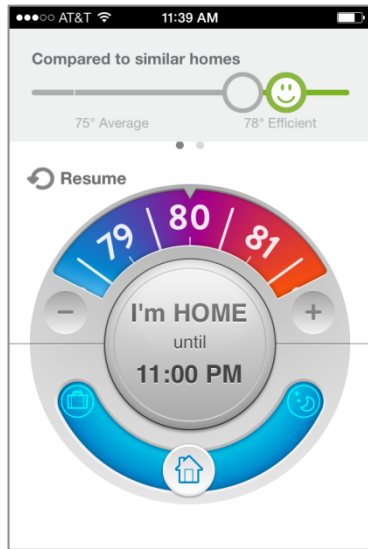 AT&T 11:39 AM
Compared to similar homes
75° Average 78° Efficient
Resume
79 80 81
− +
I'm HOME
until
11:00 PM